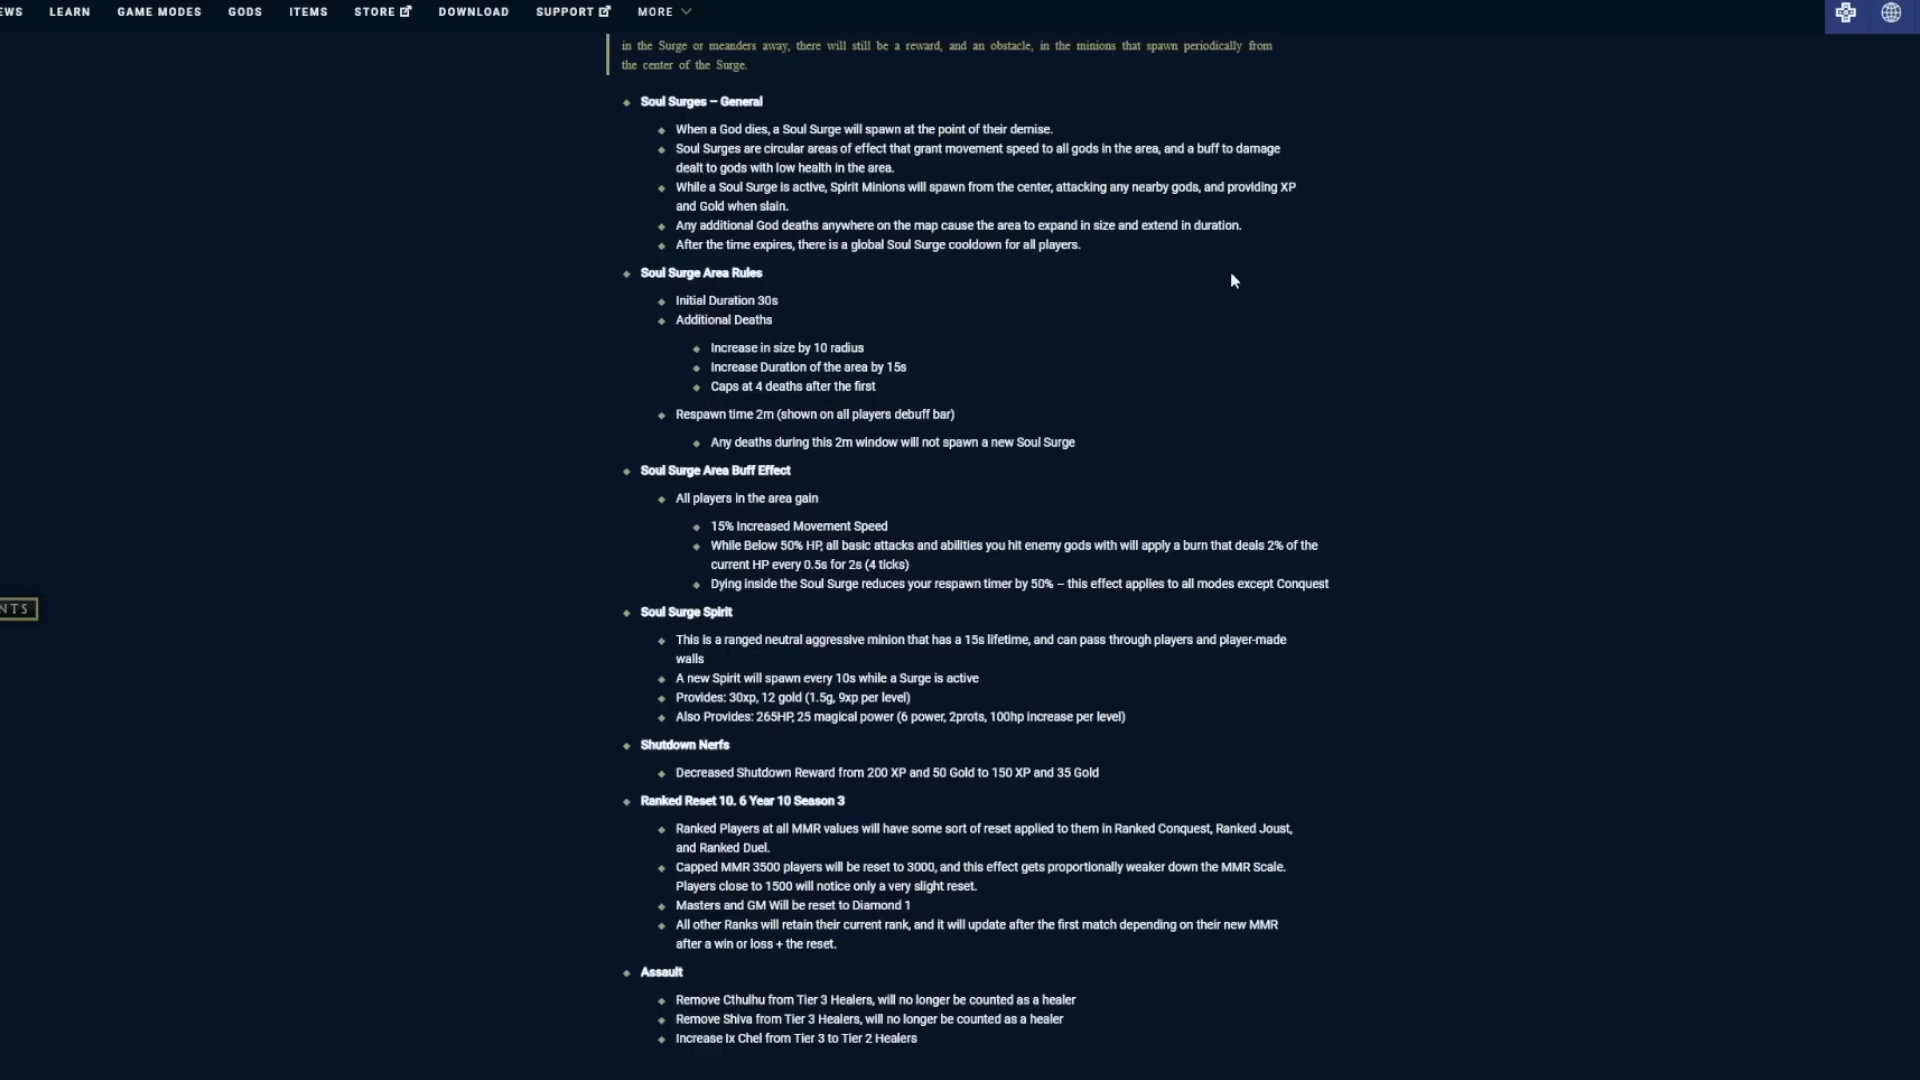 EWS LEARN GAME MODES GODS ITEMS STORE DOWNLOAD SUPPORT MORE
in the Surge or meanders away, there will still be a reward, and an obstacle, in the minions that spawn periodically from
the center of the Surge.
Soul Surges – General
When a God dies, a Soul Surge will spawn at the point of their demise.
Soul Surges are circular areas of effect that grant movement speed to all gods in the area, and a buff to damage
dealt to gods with low health in the area.
While a Soul Surge is active, Spirit Minions will spawn from the center, attacking any nearby gods, and providing XP
and Gold when slain.
Any additional God deaths anywhere on the map cause the area to expand in size and extend in duration.
After the time expires, there is a global Soul Surge cooldown for all players.
Soul Surge Area Rules
Initial Duration 30s
Additional Deaths
Increase in size by 10 radius
Increase Duration of the area by 15s
Caps at 4 deaths after the first
Respawn time 2m (shown on all players debuff bar)
Any deaths during this 2m window will not spawn a new Soul Surge
Soul Surge Area Buff Effect
All players in the area gain
15% Increased Movement Speed
While Below 50% HP, all basic attacks and abilities you hit enemy gods with will apply a burn that deals 2% of the
current HP every 0.5s for 2s (4 ticks)
Dying inside the Soul Surge reduces your respawn timer by 50% – this effect applies to all modes except Conquest
NTS
Soul Surge Spirit
This is a ranged neutral aggressive minion that has a 15s lifetime, and can pass through players and player-made
walls
A new Spirit will spawn every 10s while a Surge is active
Provides: 30xp, 12 gold (1.5g, 9xp per level)
Also Provides: 265HP, 25 magical power (6 power, 2prots, 100hp increase per level)
Shutdown Nerfs
Decreased Shutdown Reward from 200 XP and 50 Gold to 150 XP and 35 Gold
Ranked Reset 10. 6 Year 10 Season 3
Ranked Players at all MMR values will have some sort of reset applied to them in Ranked Conquest, Ranked Joust,
and Ranked Duel.
Capped MMR 3500 players will be reset to 3000, and this effect gets proportionally weaker down the MMR Scale.
Players close to 1500 will notice only a very slight reset.
Masters and GM Will be reset to Diamond 1
All other Ranks will retain their current rank, and it will update after the first match depending on their new MMR
after a win or loss + the reset.
Assault
Remove Cthulhu from Tier 3 Healers, will no longer be counted as a healer
Remove Shiva from Tier 3 Healers, will no longer be counted as a healer
Increase Ix Chel from Tier 3 to Tier 2 Healers